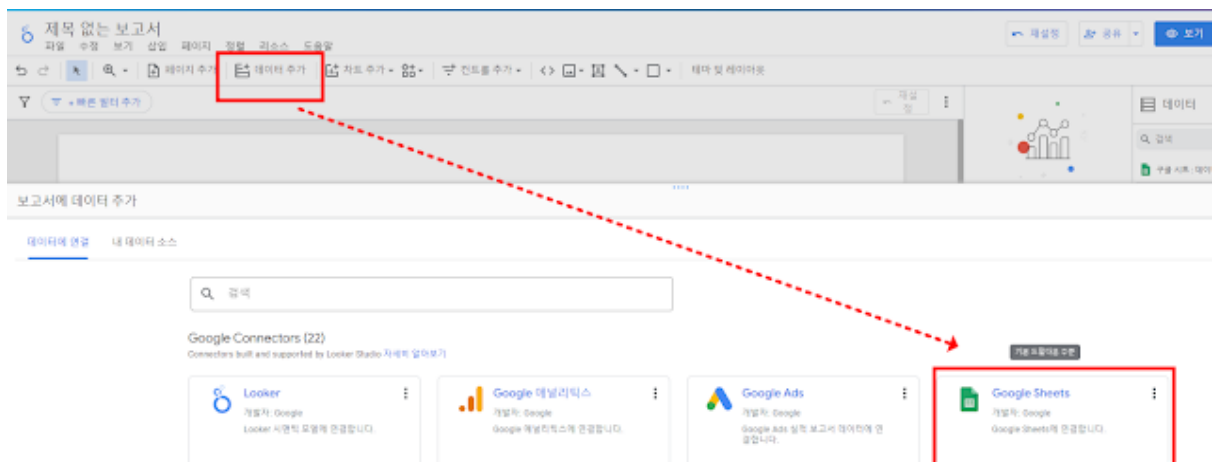 제목 없는 보고서
파일 수정 보기 삽입 페이지 정렬 리소스 도움말
재설정
공유
보기
페이지 추가
데이터 추가
차트 추가
컨트롤 추가
테마 및 레이아웃
+ 빠른 필터 추가
재설
정
데이터
검색
구글 시트: 데이
보고서에 데이터 추가
데이터에 연결 내 데이터 소스
검색
Google Connectors (22)
Connectors built and supported by Looker Studio 자세히 알아보기
Looker
개발자: Google
Looker 시맨틱 모델에 연결합니다.
Google 애널리틱스
개발자: Google
Google 애널리틱스에 연결합니다.
Google Ads
개발자: Google
Google Ads 실적 보고서 데이터에 연
결합니다.
Google Sheets
개발자: Google
Google Sheets에 연결합니다.